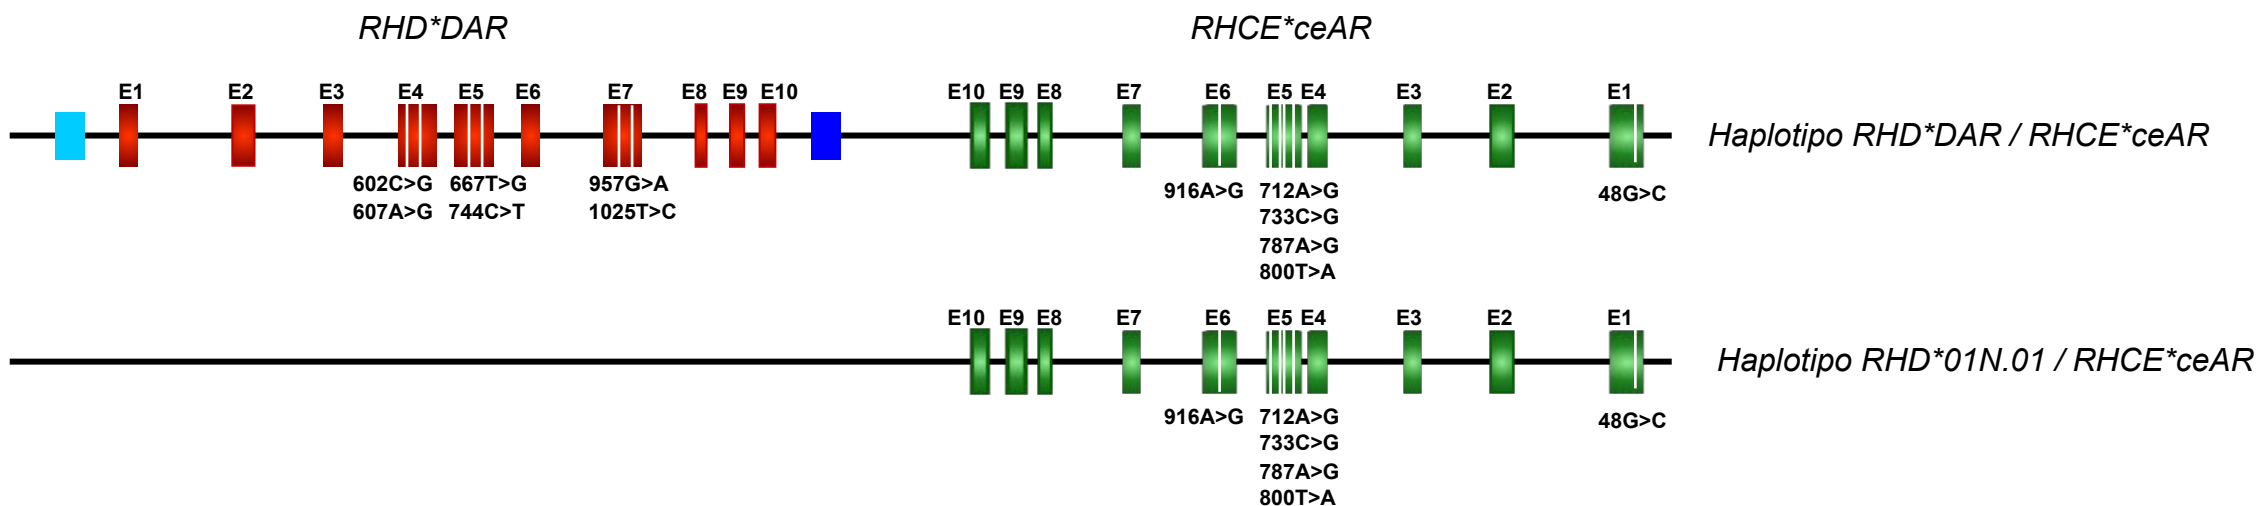 RHD*DAR RHCE*ceAR
E1 E2 E3 E4 E5 E6 E7 E8 E9 E10 E10 E9 E8 E7 E6 E5 E4 E3 E2 E1
Haplotipo RHD*DAR / RHCE*ceAR
602C>G 667T>G 957G>A 916A>G 712A>G 48G>C
607A>G 744C>T 1025T>C 733C>G
787A>G
800T>A
E10 E9 E8 E7 E6 E5 E4 E3 E2 E1
Haplotipo RHD*01N.01 / RHCE*ceAR
916A>G 712A>G 48G>C
733C>G
787A>G
800T>A